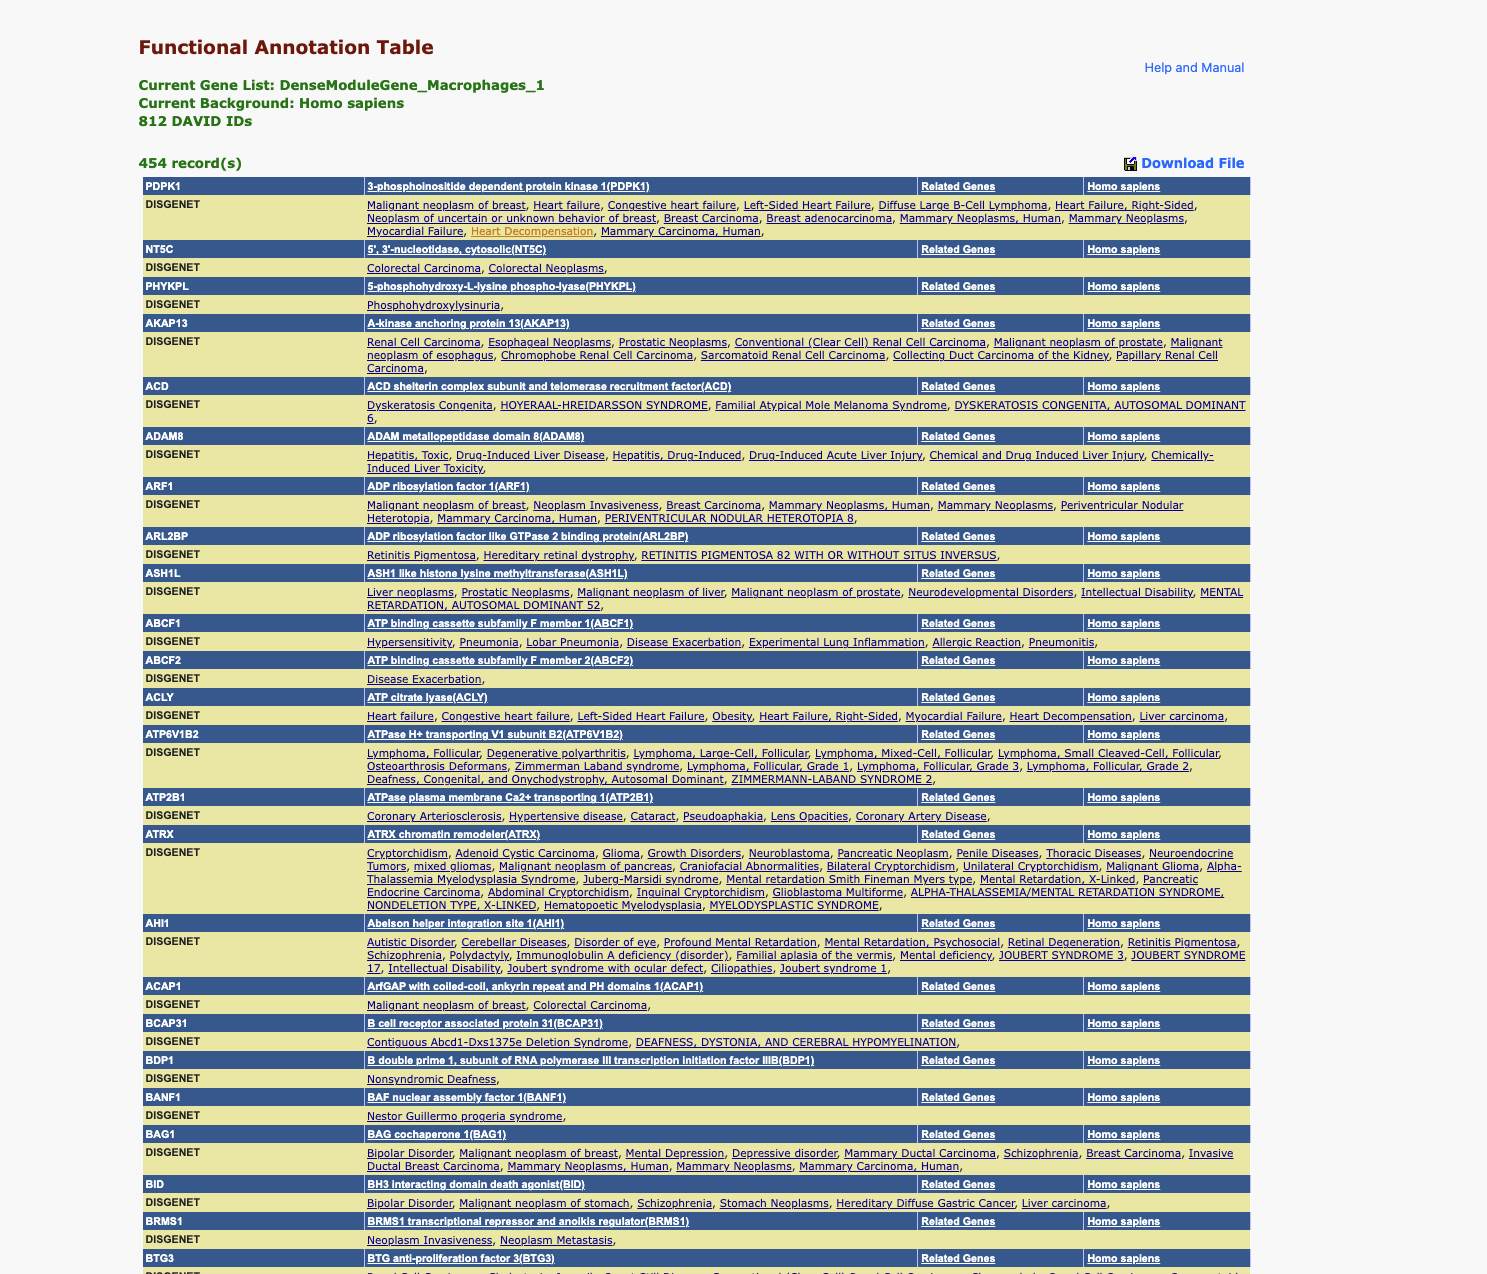 Functional Annotation Table
Help and Manual
Current Gene List: DenseModuleGene_Macrophages_1
Current Background: Homo sapiens
812 DAVID IDs
454 record(s)
Download File
PDPK1 3-phosphoinositide dependent protein kinase 1(PDPK1) Related Genes Homo sapiens
DISGENET Malignant neoplasm of breast, Heart failure, Congestive heart failure, Left-Sided Heart Failure, Diffuse Large B-Cell Lymphoma, Heart Failure, Right-Sided,
Neoplasm of uncertain or unknown behavior of breast, Breast Carcinoma, Breast adenocarcinoma, Mammary Neoplasms, Human, Mammary Neoplasms,
Myocardial Failure, Heart Decompensation, Mammary Carcinoma, Human,
NT5C 5', 3'-nucleotidase, cytosolic(NT5C) Related Genes Homo sapiens
DISGENET Colorectal Carcinoma, Colorectal Neoplasms,
PHYKPL 5-phosphohydroxy-L-lysine phospho-lyase(PHYKPL) Related Genes Homo sapiens
DISGENET Phosphohydroxylysinuria,
AKAP13 A-kinase anchoring protein 13(AKAP13) Related Genes Homo sapiens
DISGENET Renal Cell Carcinoma, Esophageal Neoplasms, Prostatic Neoplasms, Conventional (Clear Cell) Renal Cell Carcinoma, Malignant neoplasm of prostate, Malignant
neoplasm of esophagus, Chromophobe Renal Cell Carcinoma, Sarcomatoid Renal Cell Carcinoma, Collecting Duct Carcinoma of the Kidney, Papillary Renal Cell
Carcinoma,
ACD ACD shelterin complex subunit and telomerase recruitment factor(ACD) Related Genes Homo sapiens
DISGENET Dyskeratosis Congenita, HOYERAAL-HREIDARSSON SYNDROME, Familial Atypical Mole Melanoma Syndrome, DYSKERATOSIS CONGENITA, AUTOSOMAL DOMINANT
6,
ADAM8 ADAM metallopeptidase domain 8(ADAM8) Related Genes Homo sapiens
DISGENET Hepatitis, Toxic, Drug-Induced Liver Disease, Hepatitis, Drug-Induced, Drug-Induced Acute Liver Injury, Chemical and Drug Induced Liver Injury, Chemically-
Induced Liver Toxicity,
ARF1 ADP ribosylation factor 1(ARF1) Related Genes Homo sapiens
DISGENET Malignant neoplasm of breast, Neoplasm Invasiveness, Breast Carcinoma, Mammary Neoplasms, Human, Mammary Neoplasms, Periventricular Nodular
Heterotopia, Mammary Carcinoma, Human, PERIVENTRICULAR NODULAR HETEROTOPIA 8,
ARL2BP ADP ribosylation factor like GTPase 2 binding protein(ARL2BP) Related Genes Homo sapiens
DISGENET Retinitis Pigmentosa, Hereditary retinal dystrophy, RETINITIS PIGMENTOSA 82 WITH OR WITHOUT SITUS INVERSUS,
ASH1L ASH1 like histone lysine methyltransferase(ASH1L) Related Genes Homo sapiens
DISGENET Liver neoplasms, Prostatic Neoplasms, Malignant neoplasm of liver, Malignant neoplasm of prostate, Neurodevelopmental Disorders, Intellectual Disability, MENTAL
RETARDATION, AUTOSOMAL DOMINANT 52,
ABCF1 ATP binding cassette subfamily F member 1(ABCF1) Related Genes Homo sapiens
DISGENET Hypersensitivity, Pneumonia, Lobar Pneumonia, Disease Exacerbation, Experimental Lung Inflammation, Allergic Reaction, Pneumonitis,
ABCF2 ATP binding cassette subfamily F member 2(ABCF2) Related Genes Homo sapiens
DISGENET Disease Exacerbation,
ACLY ATP citrate lyase(ACLY) Related Genes Homo sapiens
DISGENET Heart failure, Congestive heart failure, Left-Sided Heart Failure, Obesity, Heart Failure, Right-Sided, Myocardial Failure, Heart Decompensation, Liver carcinoma,
ATP6V1B2 ATPase H+ transporting V1 subunit B2(ATP6V1B2) Related Genes Homo sapiens
DISGENET Lymphoma, Follicular, Degenerative polyarthritis, Lymphoma, Large-Cell, Follicular, Lymphoma, Mixed-Cell, Follicular, Lymphoma, Small Cleaved-Cell, Follicular,
Osteoarthrosis Deformans, Zimmerman Laband syndrome, Lymphoma, Follicular, Grade 1, Lymphoma, Follicular, Grade 3, Lymphoma, Follicular, Grade 2,
Deafness, Congenital, and Onychodystrophy, Autosomal Dominant, ZIMMERMANN-LABAND SYNDROME 2,
ATP2B1 ATPase plasma membrane Ca2+ transporting 1(ATP2B1) Related Genes Homo sapiens
DISGENET Coronary Arteriosclerosis, Hypertensive disease, Cataract, Pseudoaphakia, Lens Opacities, Coronary Artery Disease,
ATRX ATRX chromatin remodeler(ATRX) Related Genes Homo sapiens
DISGENET Cryptorchidism, Adenoid Cystic Carcinoma, Glioma, Growth Disorders, Neuroblastoma, Pancreatic Neoplasm, Penile Diseases, Thoracic Diseases, Neuroendocrine
Tumors, mixed gliomas, Malignant neoplasm of pancreas, Craniofacial Abnormalities, Bilateral Cryptorchidism, Unilateral Cryptorchidism, Malignant Glioma, Alpha-
Thalassemia Myelodysplasia Syndrome, Juberg-Marsidi syndrome, Mental retardation Smith Fineman Myers type, Mental Retardation, X-Linked, Pancreatic
Endocrine Carcinoma, Abdominal Cryptorchidism, Inguinal Cryptorchidism, Glioblastoma Multiforme, ALPHA-THALASSEMIA/MENTAL RETARDATION SYNDROME,
NONDELETION TYPE, X-LINKED, Hematopoetic Myelodysplasia, MYELODYSPLASTIC SYNDROME,
AHI1 Abelson helper integration site 1(AHI1) Related Genes Homo sapiens
DISGENET Autistic Disorder, Cerebellar Diseases, Disorder of eye, Profound Mental Retardation, Mental Retardation, Psychosocial, Retinal Degeneration, Retinitis Pigmentosa,
Schizophrenia, Polydactyly, Immunoglobulin A deficiency (disorder), Familial aplasia of the vermis, Mental deficiency, JOUBERT SYNDROME 3, JOUBERT SYNDROME
17, Intellectual Disability, Joubert syndrome with ocular defect, Ciliopathies, Joubert syndrome 1,
ACAP1 ArfGAP with coiled-coil, ankyrin repeat and PH domains 1(ACAP1) Related Genes Homo sapiens
DISGENET Malignant neoplasm of breast, Colorectal Carcinoma,
BCAP31 B cell receptor associated protein 31(BCAP31) Related Genes Homo sapiens
DISGENET Contiguous Abcd1-Dxs1375e Deletion Syndrome, DEAFNESS, DYSTONIA, AND CEREBRAL HYPOMYELINATION,
BDP1 B double prime 1, subunit of RNA polymerase III transcription initiation factor IIIB(BDP1) Related Genes Homo sapiens
DISGENET Nonsyndromic Deafness,
BANF1 BAF nuclear assembly factor 1(BANF1) Related Genes Homo sapiens
DISGENET Nestor Guillermo progeria syndrome,
BAG1 BAG cochaperone 1(BAG1) Related Genes Homo sapiens
DISGENET Bipolar Disorder, Malignant neoplasm of breast, Mental Depression, Depressive disorder, Mammary Ductal Carcinoma, Schizophrenia, Breast Carcinoma, Invasive
Ductal Breast Carcinoma, Mammary Neoplasms, Human, Mammary Neoplasms, Mammary Carcinoma, Human,
BID BH3 interacting domain death agonist(BID) Related Genes Homo sapiens
DISGENET Bipolar Disorder, Malignant neoplasm of stomach, Schizophrenia, Stomach Neoplasms, Hereditary Diffuse Gastric Cancer, Liver carcinoma,
BRMS1 BRMS1 transcriptional repressor and anoikis regulator(BRMS1) Related Genes Homo sapiens
DISGENET Neoplasm Invasiveness, Neoplasm Metastasis,
BTG3 BTG anti-proliferation factor 3(BTG3) Related Genes Homo sapiens